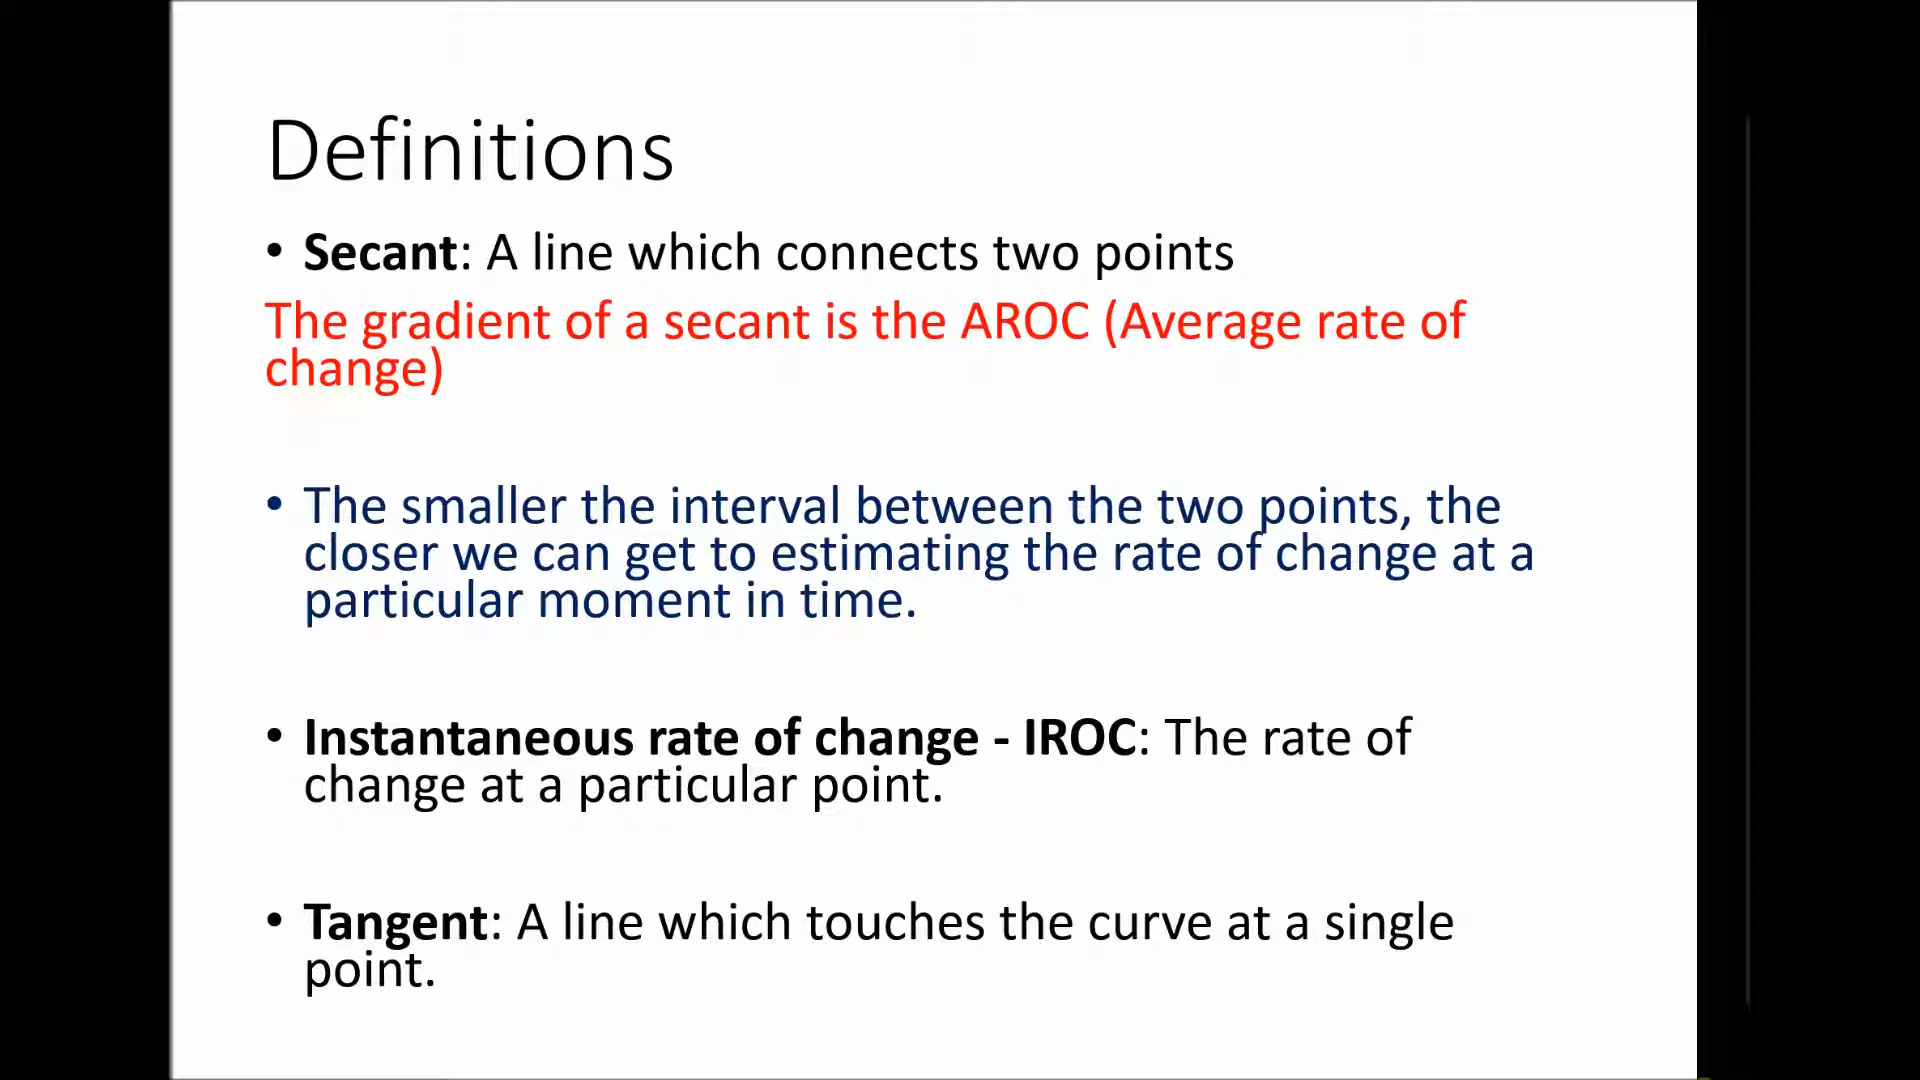 Definitions
• Secant: A line which connects two points
The gradient of a secant is the AROC (Average rate of
change)
• The smaller the interval between the two points, the
closer we can get to estimating the rate of change at a
particular moment in time.
• Instantaneous rate of change - IROC: The rate of
change at a particular point.
• Tangent: A line which touches the curve at a single
point.